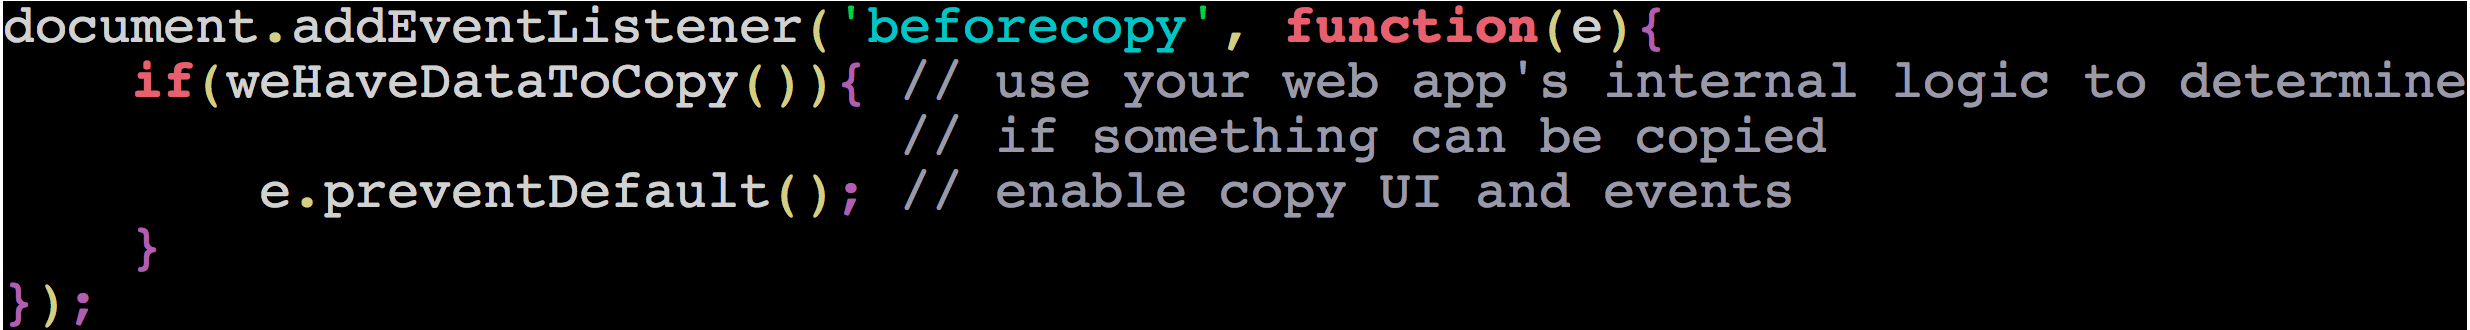 document.addEventListener('beforecopy', function(e){
    if(weHaveDataToCopy()){ // use your web app's internal logic to determine
                            // if something can be copied
        e.preventDefault(); // enable copy UI and events
    }
});